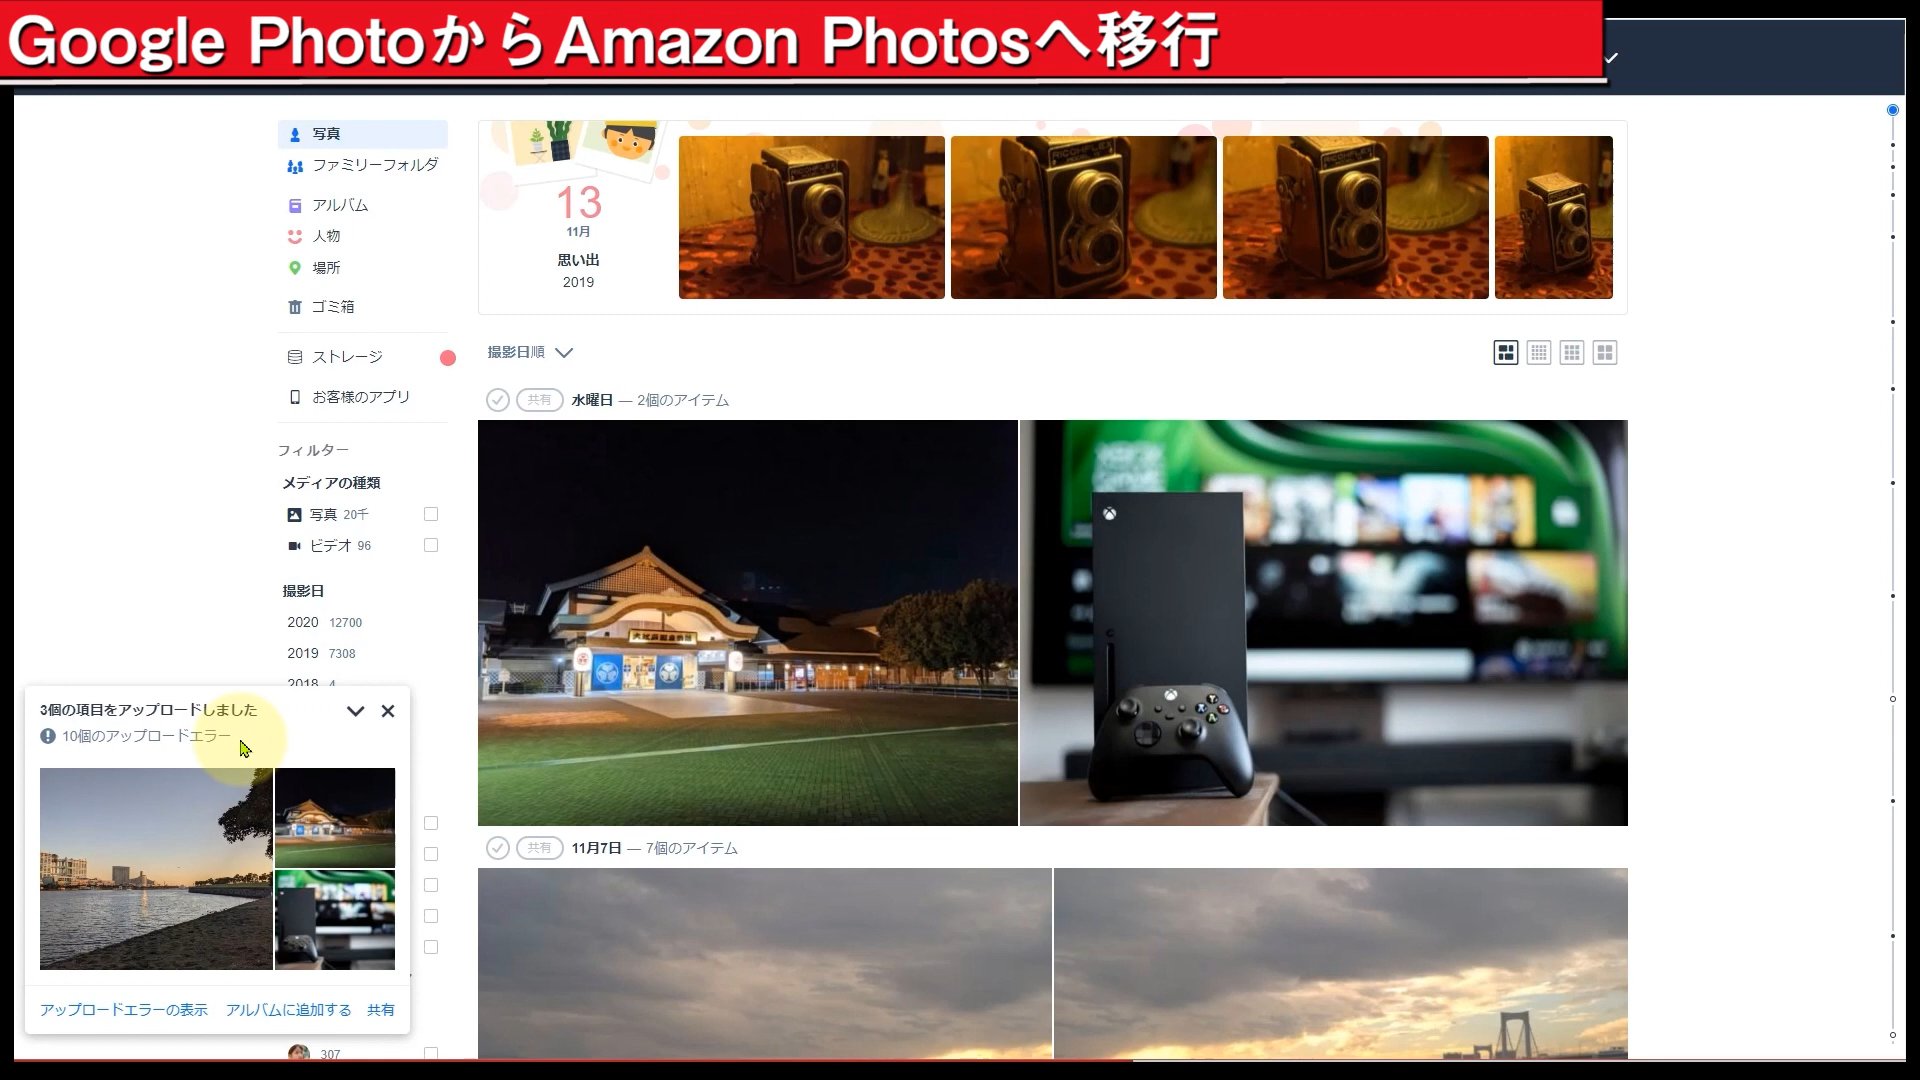 Google PhotoからAmazon Photosへ移行
写真
ファミリーフォルダ
アルバム
人物
場所
ゴミ箱
ストレージ
お客様のアプリ
フィルター
メディアの種類
写真 20千
ビデオ 96
撮影日
2020 12700
2019 7308
2018 4
3個の項目をアップロードしました
10個のアップロードエラー
アップロードエラーの表示 アルバムに追加する 共有
307
13
11月
思い出
2019
RICOHFLEX
撮影日順
共有 水曜日 — 2個のアイテム
XBOX
共有 11月7日 — 7個のアイテム